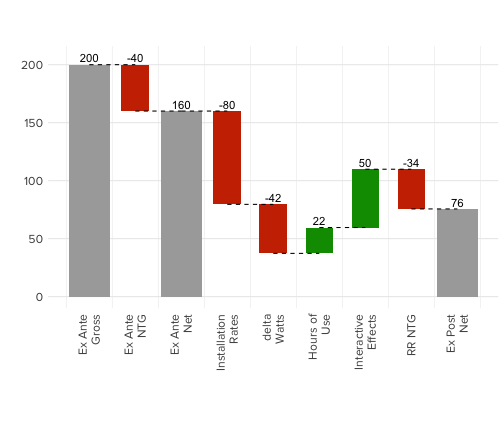 200
150
100
50
0
200
-40
160
-80
-42
22
50
-34
76
Ex Ante
Gross
Ex Ante
NTG
Ex Ante
Net
Installation
Rates
delta
Watts
Hours of
Use
Interactive
Effects
RR NTG
Ex Post
Net